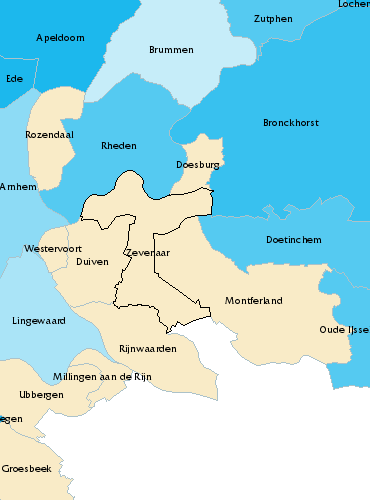 Lochem
Zutphen
Apeldoorn
Brummen
Ede
Bronckhorst
Rozendaal
Rheden
Doesburg
Arnhem
Doetinchem
Westervoort
Zevenaar
Duiven
Montferland
Lingewaard
Oude IJsse
Rijnwaarden
Millingen aan de Rijn
Ubbergen
egen
Groesbeek